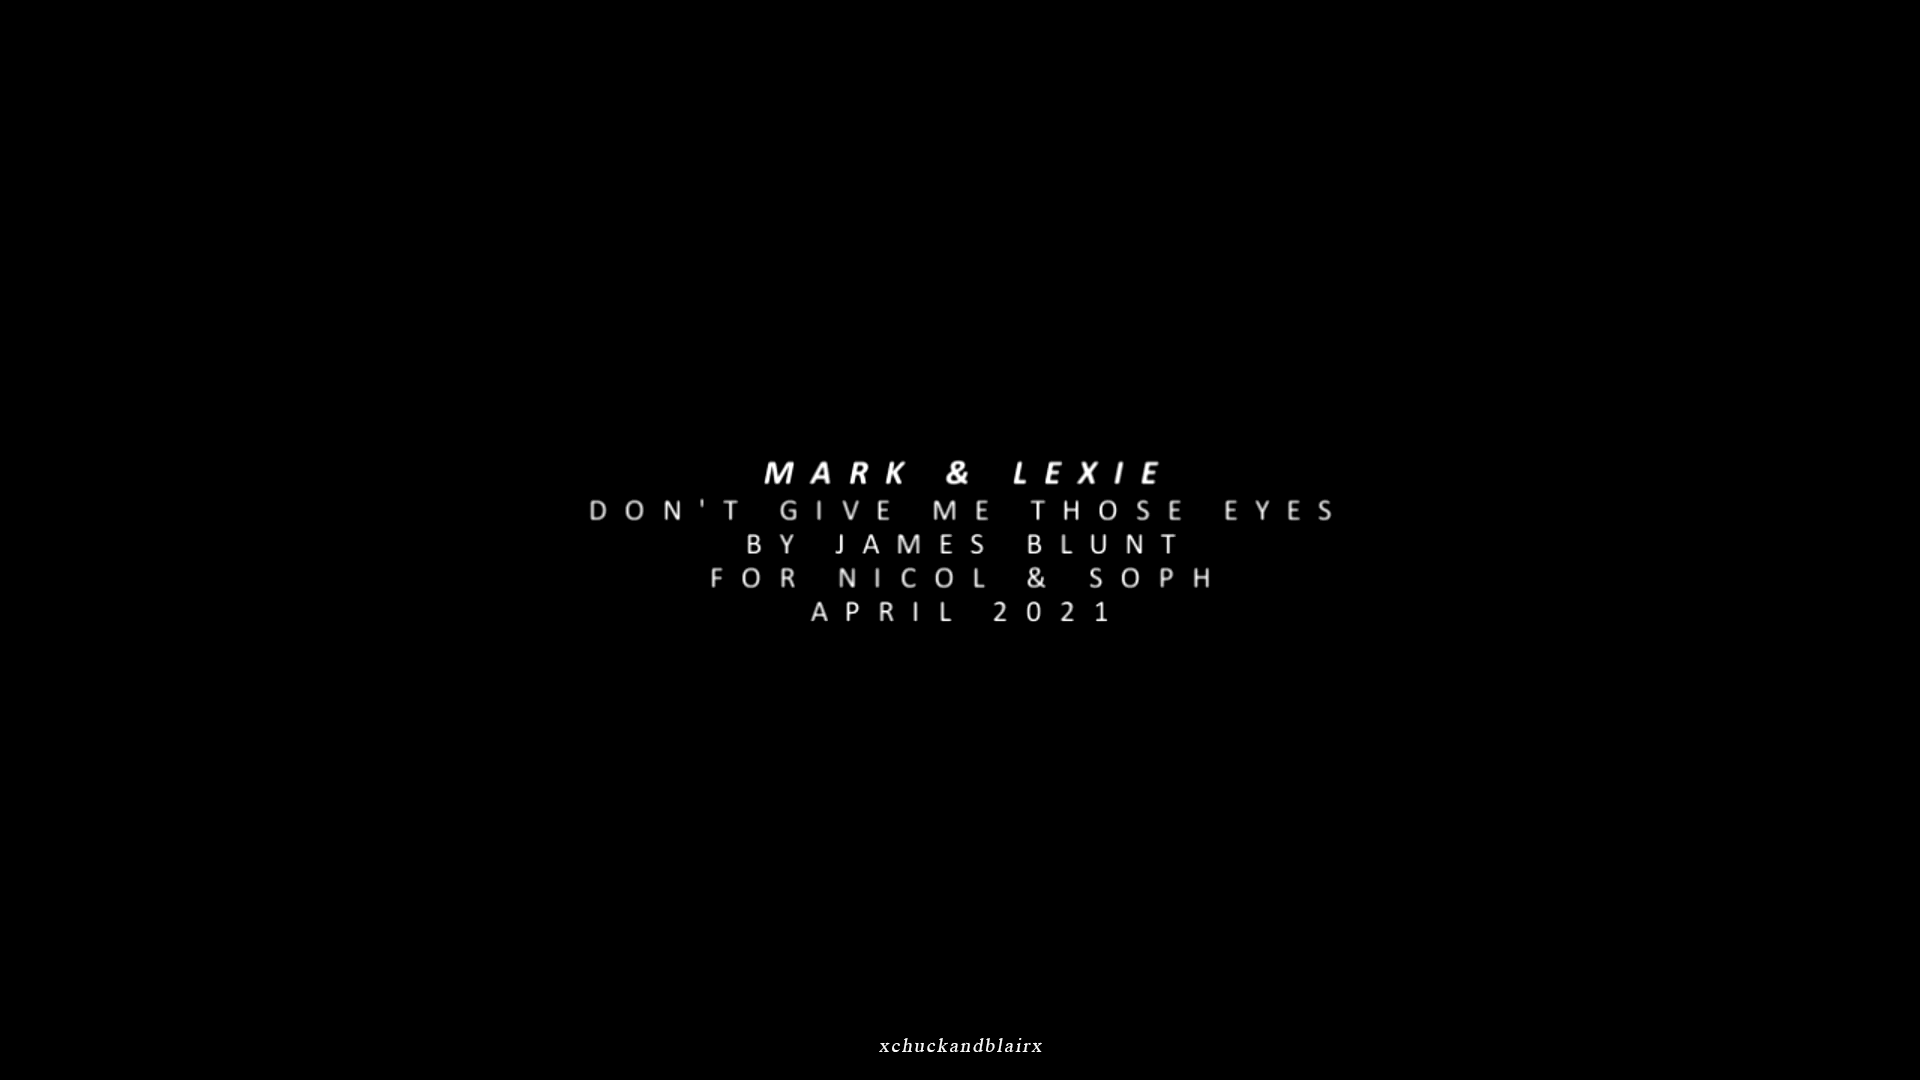 MARK & LEXIE
DON'T GIVE ME THOSE EYES
BY JAMES BLUNT
FOR NICOL & SOPH
APRIL 2021
xchuckandblairx